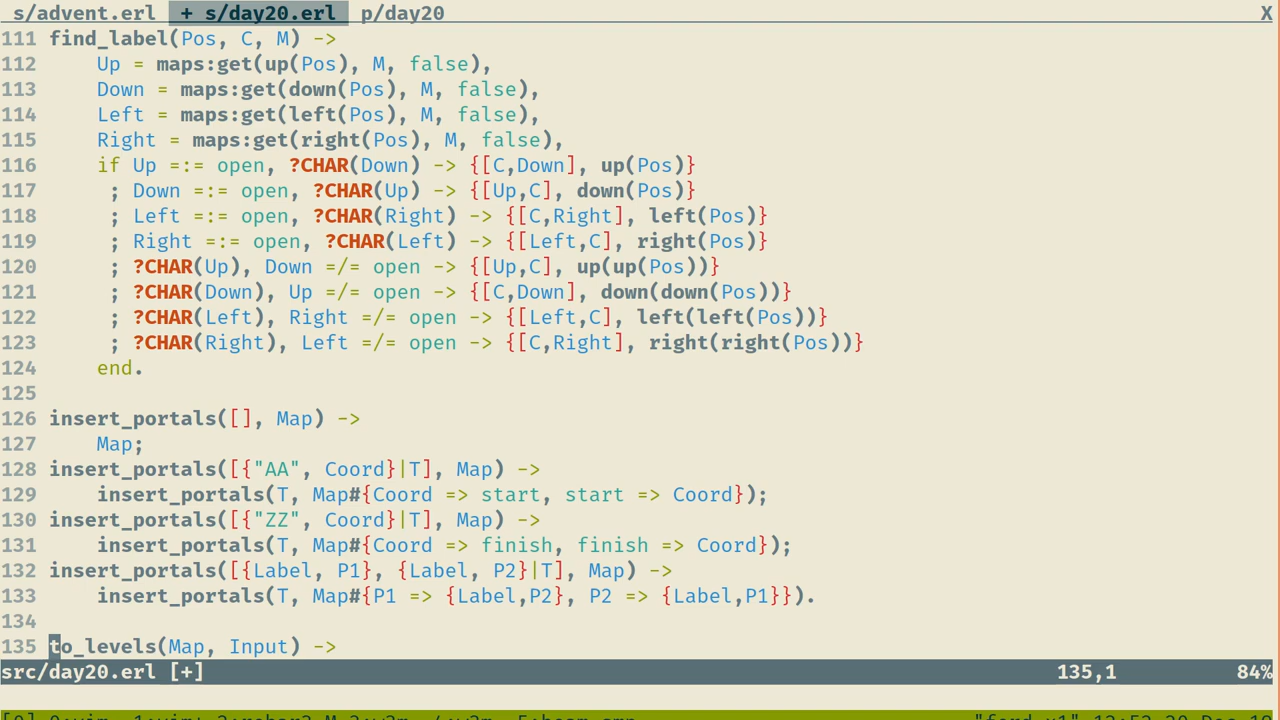 s/advent.erl  + s/day20.erl  p/day20 X
111 find_label(Pos, C, M) ->
112     Up = maps:get(up(Pos), M, false),
113     Down = maps:get(down(Pos), M, false),
114     Left = maps:get(left(Pos), M, false),
115     Right = maps:get(right(Pos), M, false),
116     if Up =:= open, ?CHAR(Down) -> {[C,Down], up(Pos)}
117      ; Down =:= open, ?CHAR(Up) -> {[Up,C], down(Pos)}
118      ; Left =:= open, ?CHAR(Right) -> {[C,Right], left(Pos)}
119      ; Right =:= open, ?CHAR(Left) -> {[Left,C], right(Pos)}
120      ; ?CHAR(Up), Down =/= open -> {[Up,C], up(up(Pos))}
121      ; ?CHAR(Down), Up =/= open -> {[C,Down], down(down(Pos))}
122      ; ?CHAR(Left), Right =/= open -> {[Left,C], left(left(Pos))}
123      ; ?CHAR(Right), Left =/= open -> {[C,Right], right(right(Pos))}
124     end.
125
126 insert_portals([], Map) ->
127     Map;
128 insert_portals([{"AA", Coord}|T], Map) ->
129     insert_portals(T, Map#{Coord => start, start => Coord});
130 insert_portals([{"ZZ", Coord}|T], Map) ->
131     insert_portals(T, Map#{Coord => finish, finish => Coord});
132 insert_portals([{Label, P1}, {Label, P2}|T], Map) ->
133     insert_portals(T, Map#{P1 => {Label,P2}, P2 => {Label,P1}}).
134
135 to_levels(Map, Input) ->
src/day20.erl [+] 135,1 84%